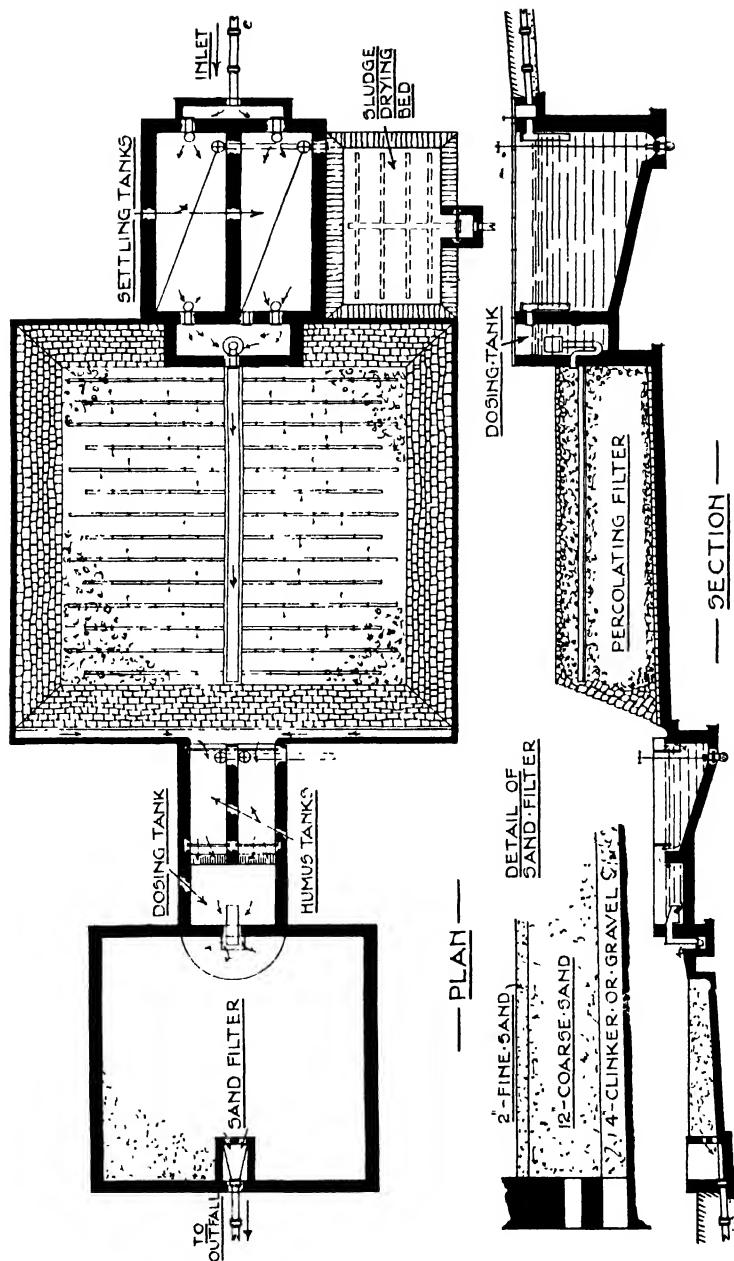 INLET
c
SETTLING TANKS
SLUDGE
DRYING
BED
DOSING TANK
HUMUS TANKS
SAND FILTER
TO
OUTFALL
— PLAN —
DOSING·TANK
PERCOLATING FILTER
— SECTION —
DETAIL OF
SAND·FILTER
2"-FINE·SAND
12"-COARSE·SAND
4"-CLINKER·OR·GRAVEL